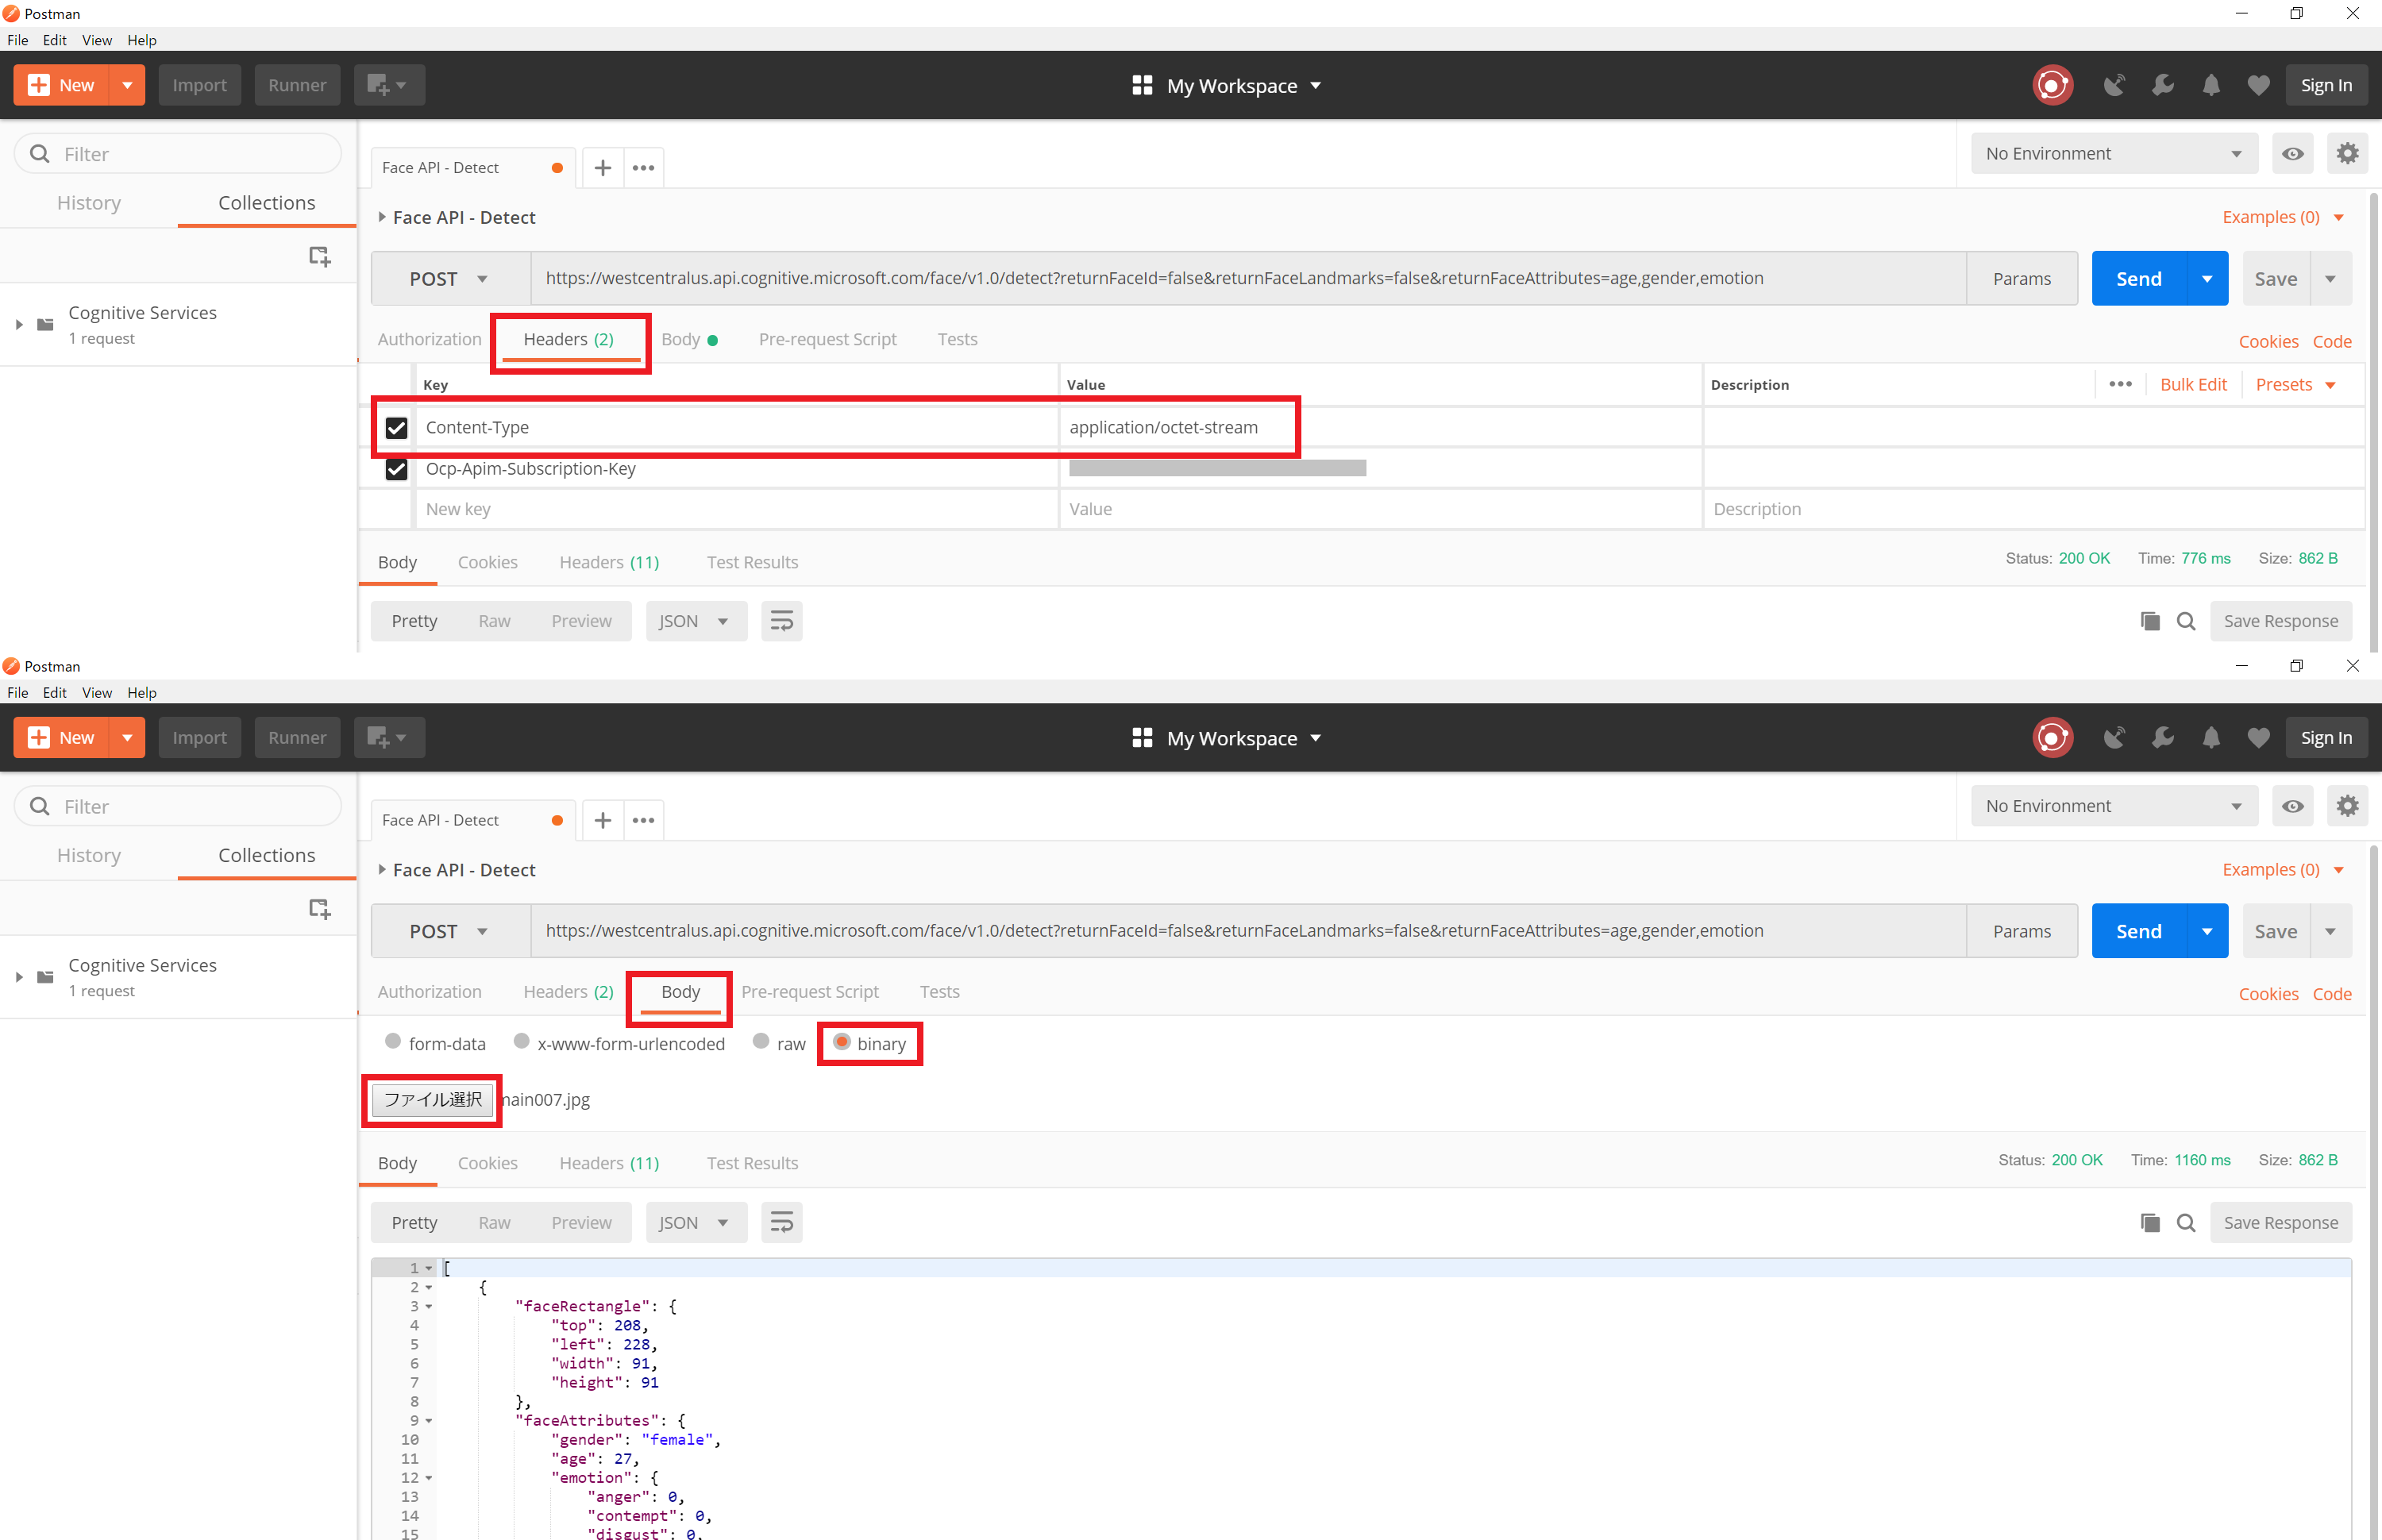 Postman
File Edit View Help
New Import Runner My Workspace Sign In
Filter
History Collections
Cognitive Services
1 request
Face API - Detect
No Environment
Face API - Detect
Examples (0)
POST https://westcentralus.api.cognitive.microsoft.com/face/v1.0/detect?returnFaceId=false&returnFaceLandmarks=false&returnFaceAttributes=age,gender,emotion Params Send Save
Authorization Headers (2) Body Pre-request Script Tests Cookies Code
Key Value Description Bulk Edit Presets
Content-Type application/octet-stream
Ocp-Apim-Subscription-Key
New key Value Description
Body Cookies Headers (11) Test Results Status: 200 OK Time: 776 ms Size: 862 B
Pretty Raw Preview JSON Save Response
Postman
File Edit View Help
New Import Runner My Workspace Sign In
Filter
History Collections
Cognitive Services
1 request
Face API - Detect
No Environment
Face API - Detect
Examples (0)
POST https://westcentralus.api.cognitive.microsoft.com/face/v1.0/detect?returnFaceId=false&returnFaceLandmarks=false&returnFaceAttributes=age,gender,emotion Params Send Save
Authorization Headers (2) Body Pre-request Script Tests Cookies Code
form-data x-www-form-urlencoded raw binary
ファイル選択
Body Cookies Headers (11) Test Results Status: 200 OK Time: 1160 ms Size: 862 B
Pretty Raw Preview JSON Save Response
1 [
2 {
3 "faceRectangle": {
4 "top": 208,
5 "left": 228,
6 "width": 91,
7 "height": 91
8 },
9 "faceAttributes": {
10 "gender": "female",
11 "age": 27,
12 "emotion": {
13 "anger": 0,
14 "contempt": 0,
15 "disgust": 0,